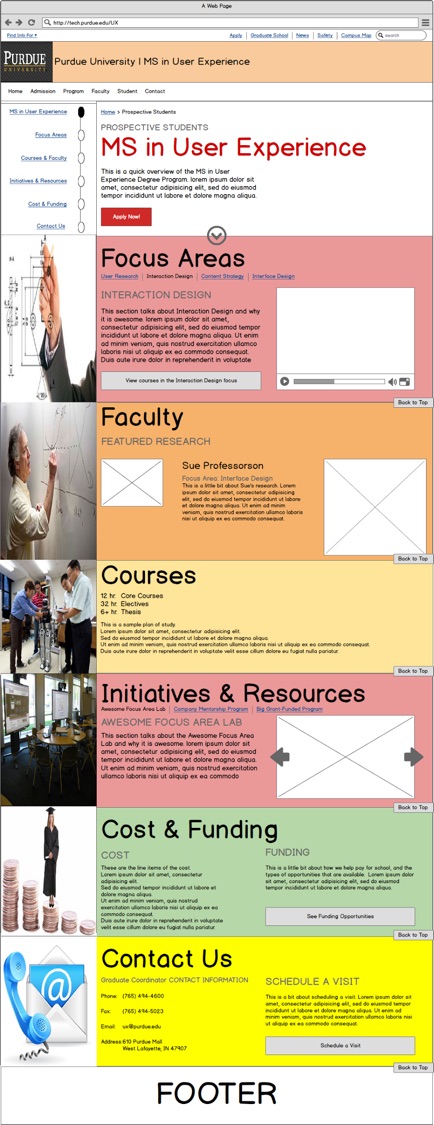 A Web Page
http://tech.purdue.edu/UX
Find Info For
Apply | Graduate School | News | Safety | Campus Map
search
PURDUE
UNIVERSITY
Purdue University | MS in User Experience
Home Admission Program Faculty Student Contact
MS in User Experience
Focus Areas
Courses & Faculty
Initiatives & Resources
Cost & Funding
Contact Us
Home > Prospective Students
PROSPECTIVE STUDENTS
MS in User Experience
This is a quick overview of the MS in User
Experience Degree Program. lorem ipsum dolor sit
amet, consectetur adipisicing elit, sed do eiusmod
tempor incididunt ut labore et dolore magna aliqua.
Apply Now!
Focus Areas
User Research | Interaction Design | Content Strategy | Interface Design
INTERACTION DESIGN
This section talks about Interaction Design and why
it is awesome. lorem ipsum dolor sit amet,
consectetur adipisicing elit, sed do eiusmod tempor
incididunt ut labore et dolore magna aliqua. Ut enim
ad minim veniam, quis nostrud exercitation ullamco
laboris nisi ut aliquip ex ea commodo consequat.
Duis aute irure dolor in reprehenderit in voluptate
View courses in the Interaction Design focus
Back to Top
Faculty
FEATURED RESEARCH
Sue Professorson
Focus Area: Interface Design
This is a little bit about Sue's research. Lorem
ipsum dolor sit amet, consectetur adipisicing elit,
sed do eiusmod tempor incididunt ut labore et
dolore magna aliqua. Ut enim ad minim veniam,
quis nostrud exercitation ullamco laboris nisi ut
aliquip ex ea commodo consequat.
Back to Top
Courses
12 hr. Core Courses
32 hr. Electives
6+ hr. Thesis
This is a sample plan of study.
Lorem ipsum dolor sit amet, consectetur adipisicing elit.
Sed do eiusmod tempor incididunt ut labore et dolore magna aliqua.
Ut enim ad minim veniam, quis nostrud exercitation ullamco laboris nisi ut aliquip ex ea commodo consequat.
Duis aute irure dolor in reprehenderit in voluptate velit esse cillum dolore eu fugiat nulla pariatur
Back to Top
Initiatives & Resources
Awesome Focus Area Lab | Company Mentorship Program | Big Grant-Funded Program
AWESOME FOCUS AREA LAB
This section talks about the Awesome Focus Area
Lab and why it is awesome. lorem ipsum dolor sit
amet, consectetur adipisicing elit, sed do eiusmod
tempor incididunt ut labore et dolore magna aliqua.
Ut enim ad minim veniam, quis nostrud exercitation
ullamco laboris nisi ut aliquip ex ea commodo
Back to Top
Cost & Funding
COST
These are the line items of the cost.
Lorem ipsum dolor sit amet, consectetur
adipisicing elit.
Sed do eiusmod tempor incididunt ut labore et
dolore magna aliqua.
Ut enim ad minim veniam, quis nostrud
exercitation ullamco laboris nisi ut aliquip ex ea
commodo consequat.
Duis aute irure dolor in reprehenderit in voluptate
velit esse cillum dolore eu fugiat nulla pariatur
FUNDING
This is a little bit about how we help pay for school, and the
types of opportunities that are available. Lorem ipsum dolor
sit amet, consectetur adipisicing elit, sed do eiusmod tempor
incididunt ut labore et dolore magna aliqua.
See Funding Opportunities
Back to Top
Contact Us
Graduate Coordinator CONTACT INFORMATION
Phone: (765) 494-4600
Fax: (765) 494-5023
Email: ux@purdue.edu
Address: 610 Purdue Mall
West Lafayette, IN 47907
SCHEDULE A VISIT
This is a bit about scheduling a visit. Lorem ipsum dolor sit
amet, consectetur adipisicing elit, sed do eiusmod tempor
incididunt ut labore et dolore magna aliqua.
Schedule a Visit
Back to Top
FOOTER